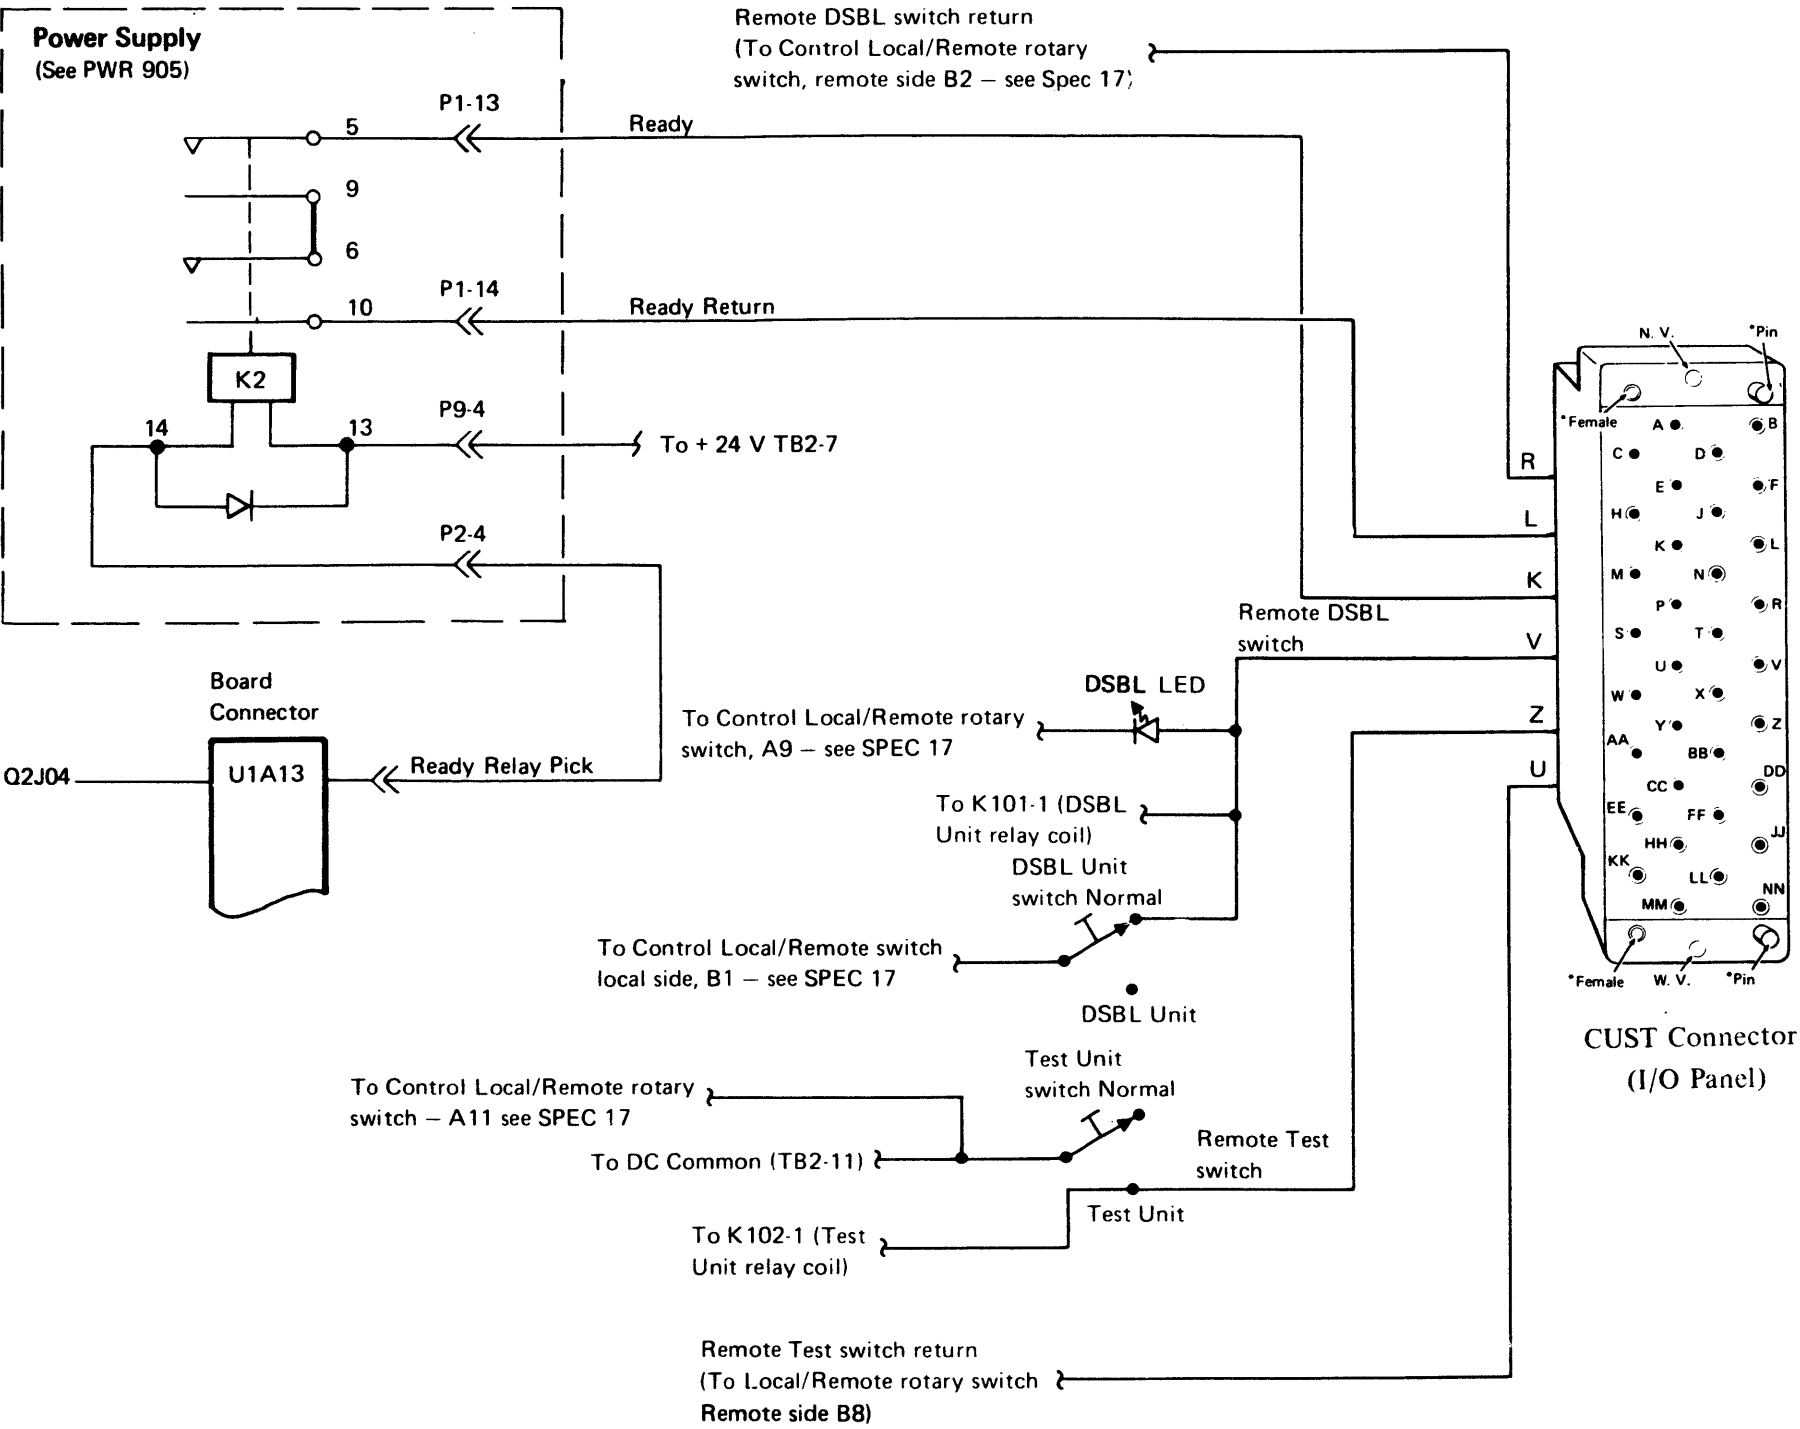 Power Supply
(See PWR 905)
Remote DSBL switch return
(To Control Local/Remote rotary
switch, remote side B2 — see Spec 17)
5
P1-13
Ready
9
6
10
P1-14
Ready Return
K2
14
13
P9-4
To + 24 V TB2-7
P2-4
Board
Connector
Q2J04
U1A13
Ready Relay Pick
R
L
K
V
Z
U
Remote DSBL
switch
DSBL LED
To Control Local/Remote rotary
switch, A9 — see SPEC 17
To K101-1 (DSBL
Unit relay coil)
DSBL Unit
switch Normal
To Control Local/Remote switch
local side, B1 — see SPEC 17
DSBL Unit
Test Unit
switch Normal
To Control Local/Remote rotary
switch — A11 see SPEC 17
To DC Common (TB2-11)
Remote Test
switch
Test Unit
To K102-1 (Test
Unit relay coil)
Remote Test switch return
(To Local/Remote rotary switch
Remote side B8)
N. V.
*Pin
*Female
A
B
C
D
E
F
H
J
K
L
M
N
P
R
S
T
U
V
W
X
Y
Z
AA
BB
CC
DD
EE
FF
HH
JJ
KK
LL
MM
NN
*Female
W. V.
*Pin
CUST Connector
(I/O Panel)